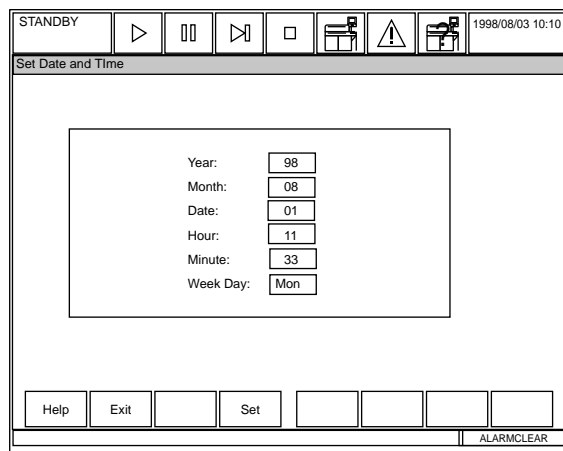 STANDBY
1998/08/03 10:10
Set Date and TIme
Year: 98
Month: 08
Date: 01
Hour: 11
Minute: 33
Week Day: Mon
Help Exit Set
ALARMCLEAR